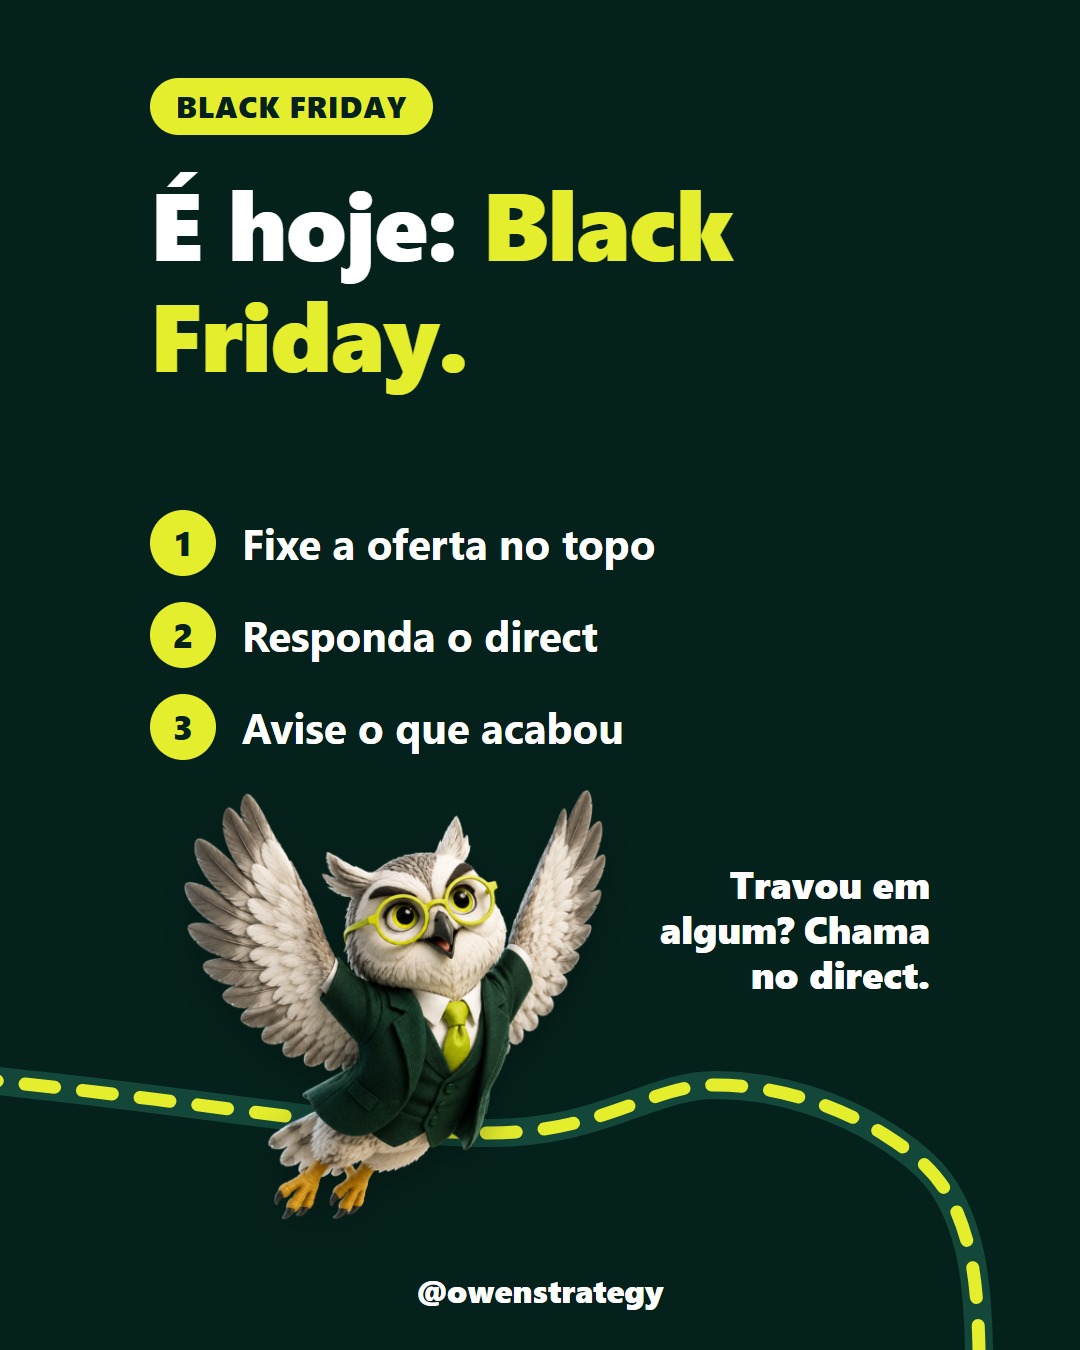 BLACK FRIDAY
É hoje: Black
Friday.
1 Fixe a oferta no topo
2 Responda o direct
3 Avise o que acabou
Travou em
algum? Chama
no direct.
@owenstrategy